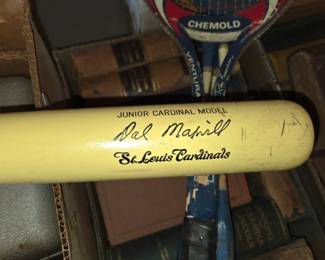 CHEMOLD
JUNIOR CARDINAL MODEL
Dal Maxvill
St. Louis Cardinals